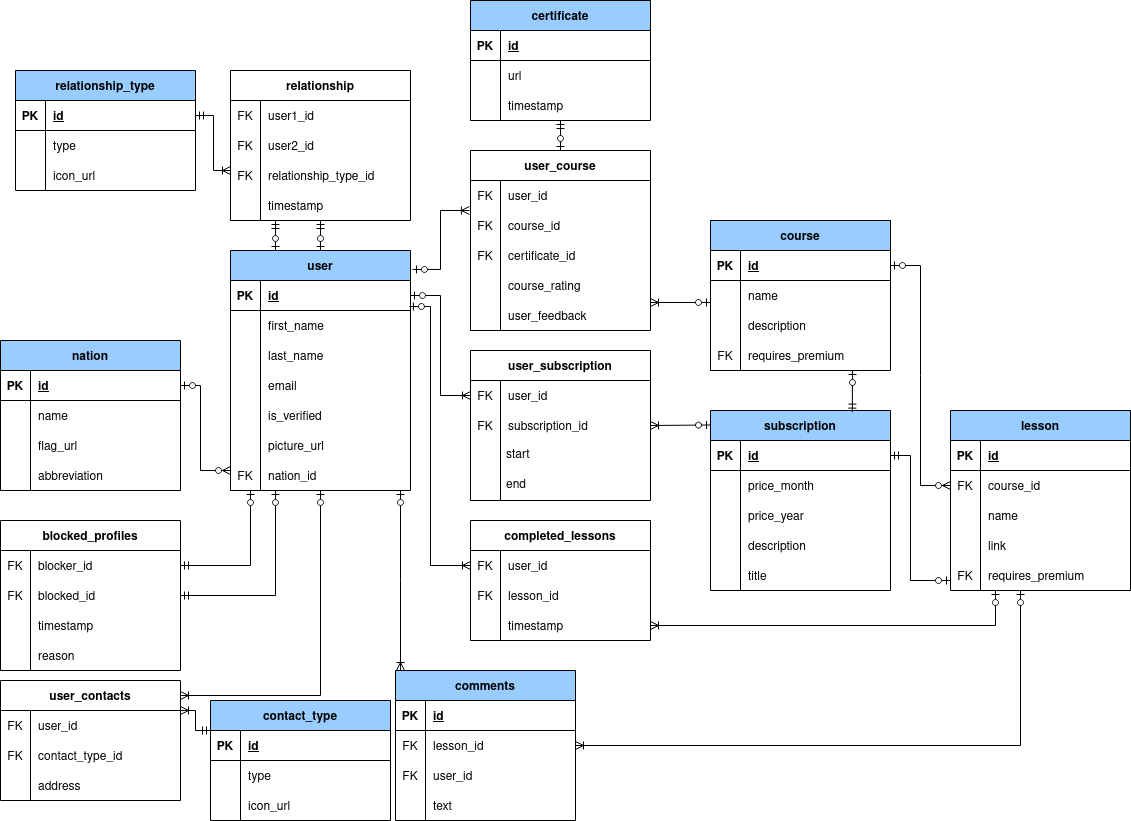 certificate
PK id
url
timestamp
relationship_type
PK id
type
icon_url
relationship
FK user1_id
FK user2_id
FK relationship_type_id
timestamp
user_course
FK user_id
FK course_id
FK certificate_id
course_rating
user_feedback
course
PK id
name
description
FK requires_premium
user
PK id
first_name
last_name
email
is_verified
picture_url
FK nation_id
nation
PK id
name
flag_url
abbreviation
user_subscription
FK user_id
FK subscription_id
start
end
subscription
PK id
price_month
price_year
description
title
lesson
PK id
FK course_id
name
link
FK requires_premium
blocked_profiles
FK blocker_id
FK blocked_id
timestamp
reason
completed_lessons
FK user_id
FK lesson_id
timestamp
user_contacts
FK user_id
FK contact_type_id
address
contact_type
PK id
type
icon_url
comments
PK id
FK lesson_id
FK user_id
text